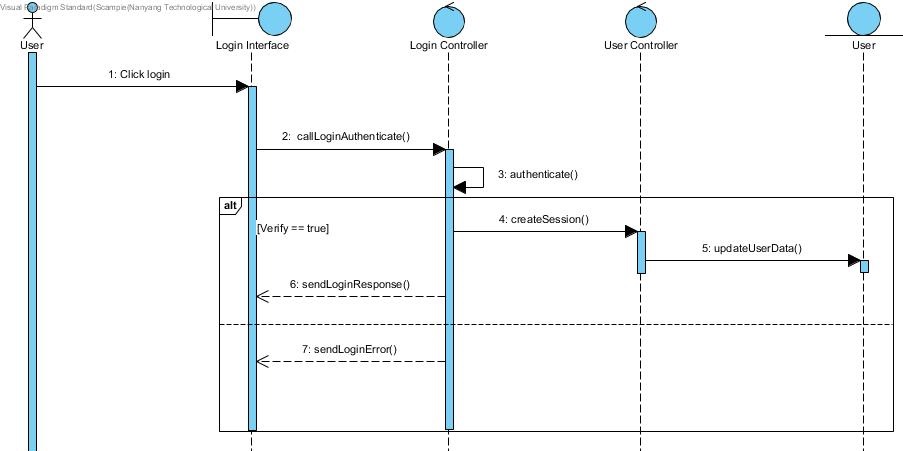 Visual Paradigm Standard(Scampie(Nanyang Technological University))
User
Login Interface
Login Controller
User Controller
User
1: Click login
2: callLoginAuthenticate()
3: authenticate()
alt
[Verify == true]
4: createSession()
5: updateUserData()
6: sendLoginResponse()
7: sendLoginError()